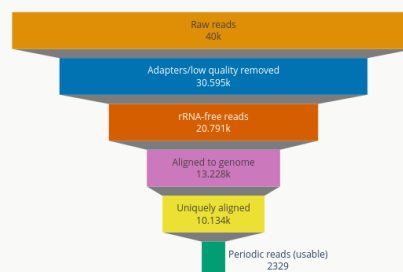 Raw reads
40k
Adapters/low quality removed
30.595k
rRNA-free reads
20.791k
Aligned to genome
13.228k
Uniquely aligned
10.134k
Periodic reads (usable)
2329